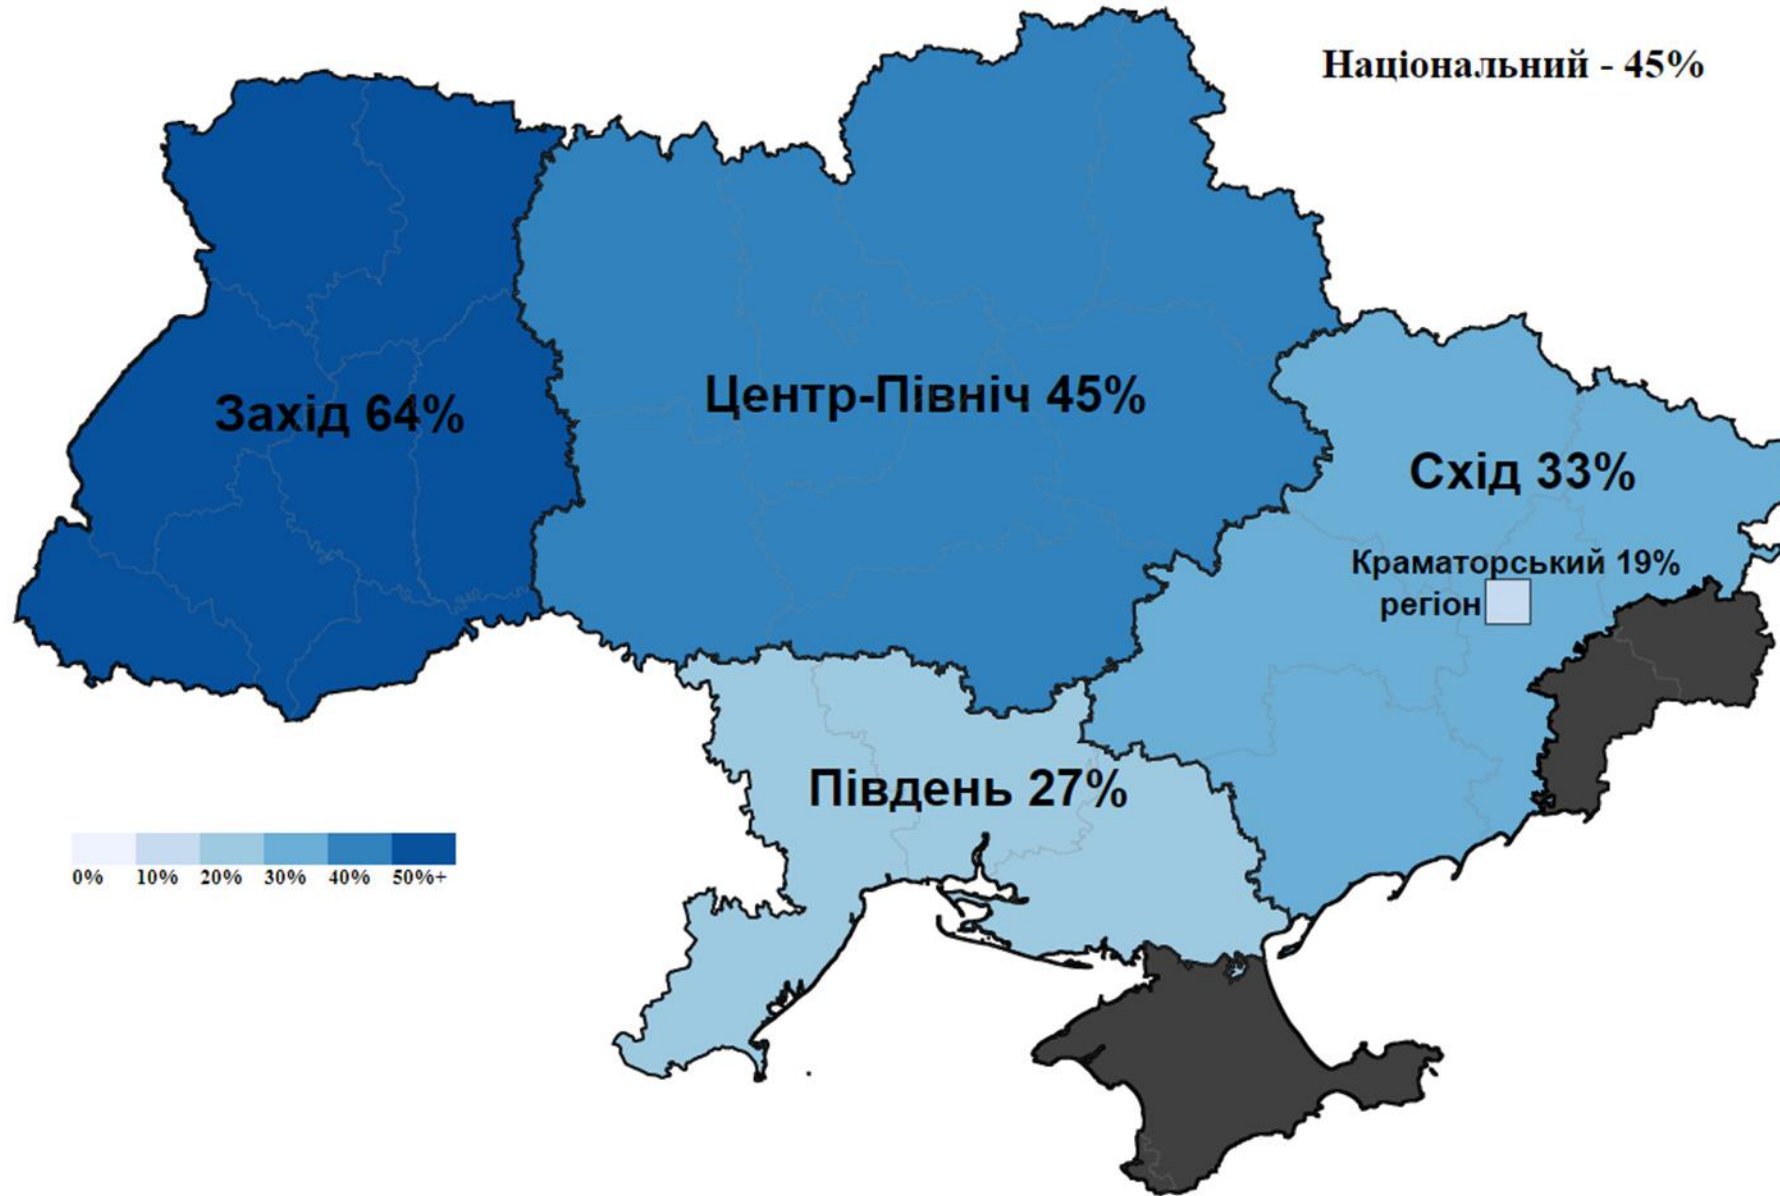 Національний - 45%
Захід 64%
Центр-Північ 45%
Схід 33%
Краматорський 19%
регіон
Південь 27%
0% 10% 20% 30% 40% 50%+